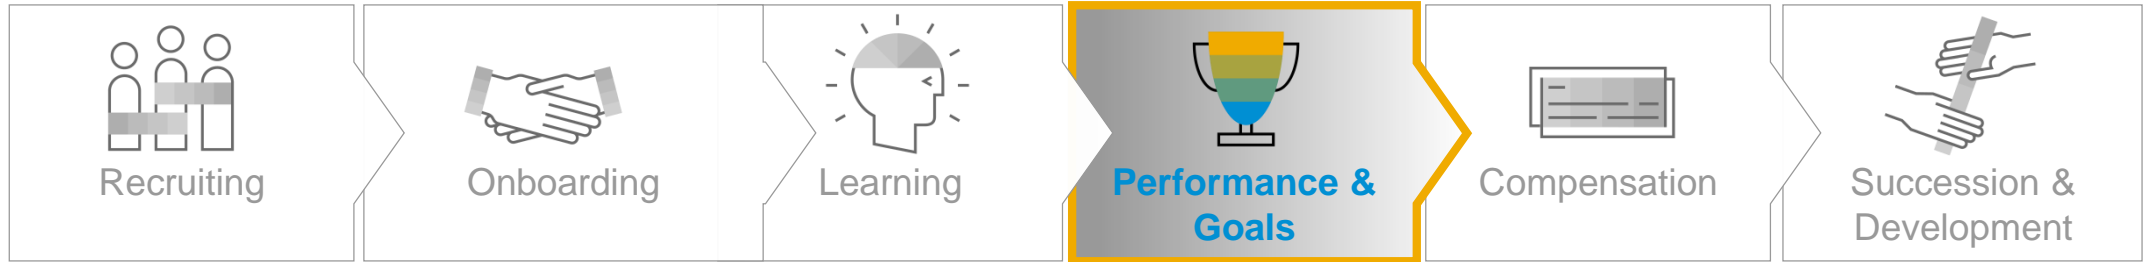 Recruiting
Onboarding
Learning
Performance &
Goals
Compensation
Succession &
Development